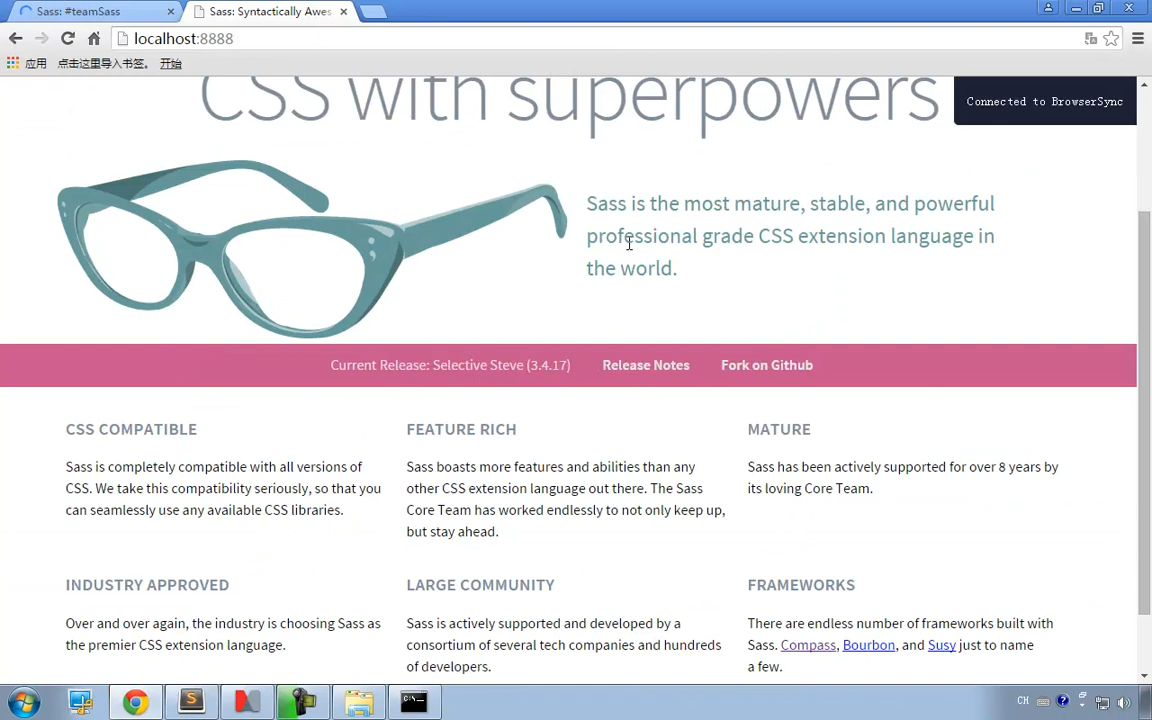 Sass: #teamSass
Sass: Syntactically Awes
localhost:8888
应用 点击这里导入书签。 开始
CSS with superpowers
Connected to BrowserSync
Sass is the most mature, stable, and powerful
professional grade CSS extension language in
the world.
Current Release: Selective Steve (3.4.17) Release Notes Fork on Github
CSS COMPATIBLE
Sass is completely compatible with all versions of
CSS. We take this compatibility seriously, so that you
can seamlessly use any available CSS libraries.
FEATURE RICH
Sass boasts more features and abilities than any
other CSS extension language out there. The Sass
Core Team has worked endlessly to not only keep up,
but stay ahead.
MATURE
Sass has been actively supported for over 8 years by
its loving Core Team.
INDUSTRY APPROVED
Over and over again, the industry is choosing Sass as
the premier CSS extension language.
LARGE COMMUNITY
Sass is actively supported and developed by a
consortium of several tech companies and hundreds
of developers.
FRAMEWORKS
There are endless number of frameworks built with
Sass. Compass, Bourbon, and Susy just to name
a few.
CH